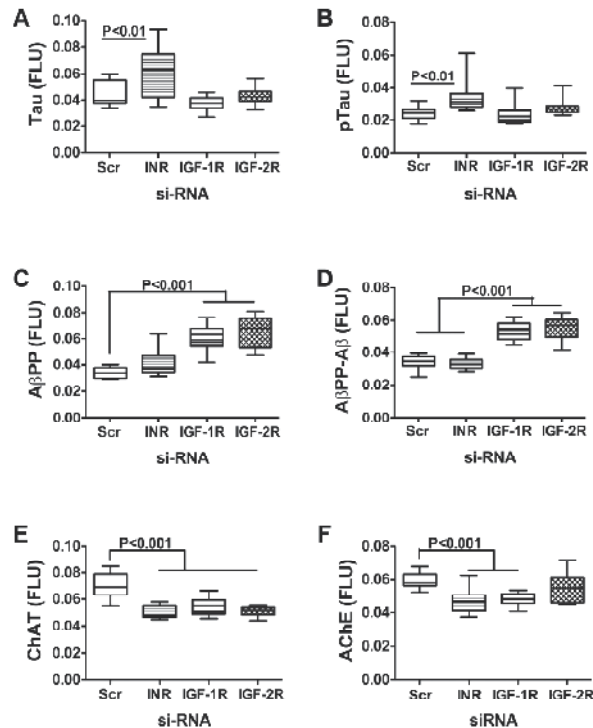 A
P<0.01
Tau (FLU)
0.10
0.08
0.06
0.04
0.02
0.00
Scr INR IGF-1R IGF-2R
si-RNA
B
P<0.01
pTau (FLU)
0.08
0.06
0.04
0.02
0.00
Scr INR IGF-1R IGF-2R
si-RNA
C
P<0.001
AβPP (FLU)
0.10
0.08
0.06
0.04
0.02
0.00
Scr INR IGF-1R IGF-2R
si-RNA
D
P<0.001
AβPP-Aβ (FLU)
0.08
0.06
0.04
0.02
0.00
Scr INR IGF-1R IGF-2R
si-RNA
E
P<0.001
ChAT (FLU)
0.10
0.08
0.06
0.04
0.02
0.00
Scr INR IGF-1R IGF-2R
si-RNA
F
P<0.001
AChE (FLU)
0.08
0.06
0.04
0.02
0.00
Scr INR IGF-1R IGF-2R
siRNA